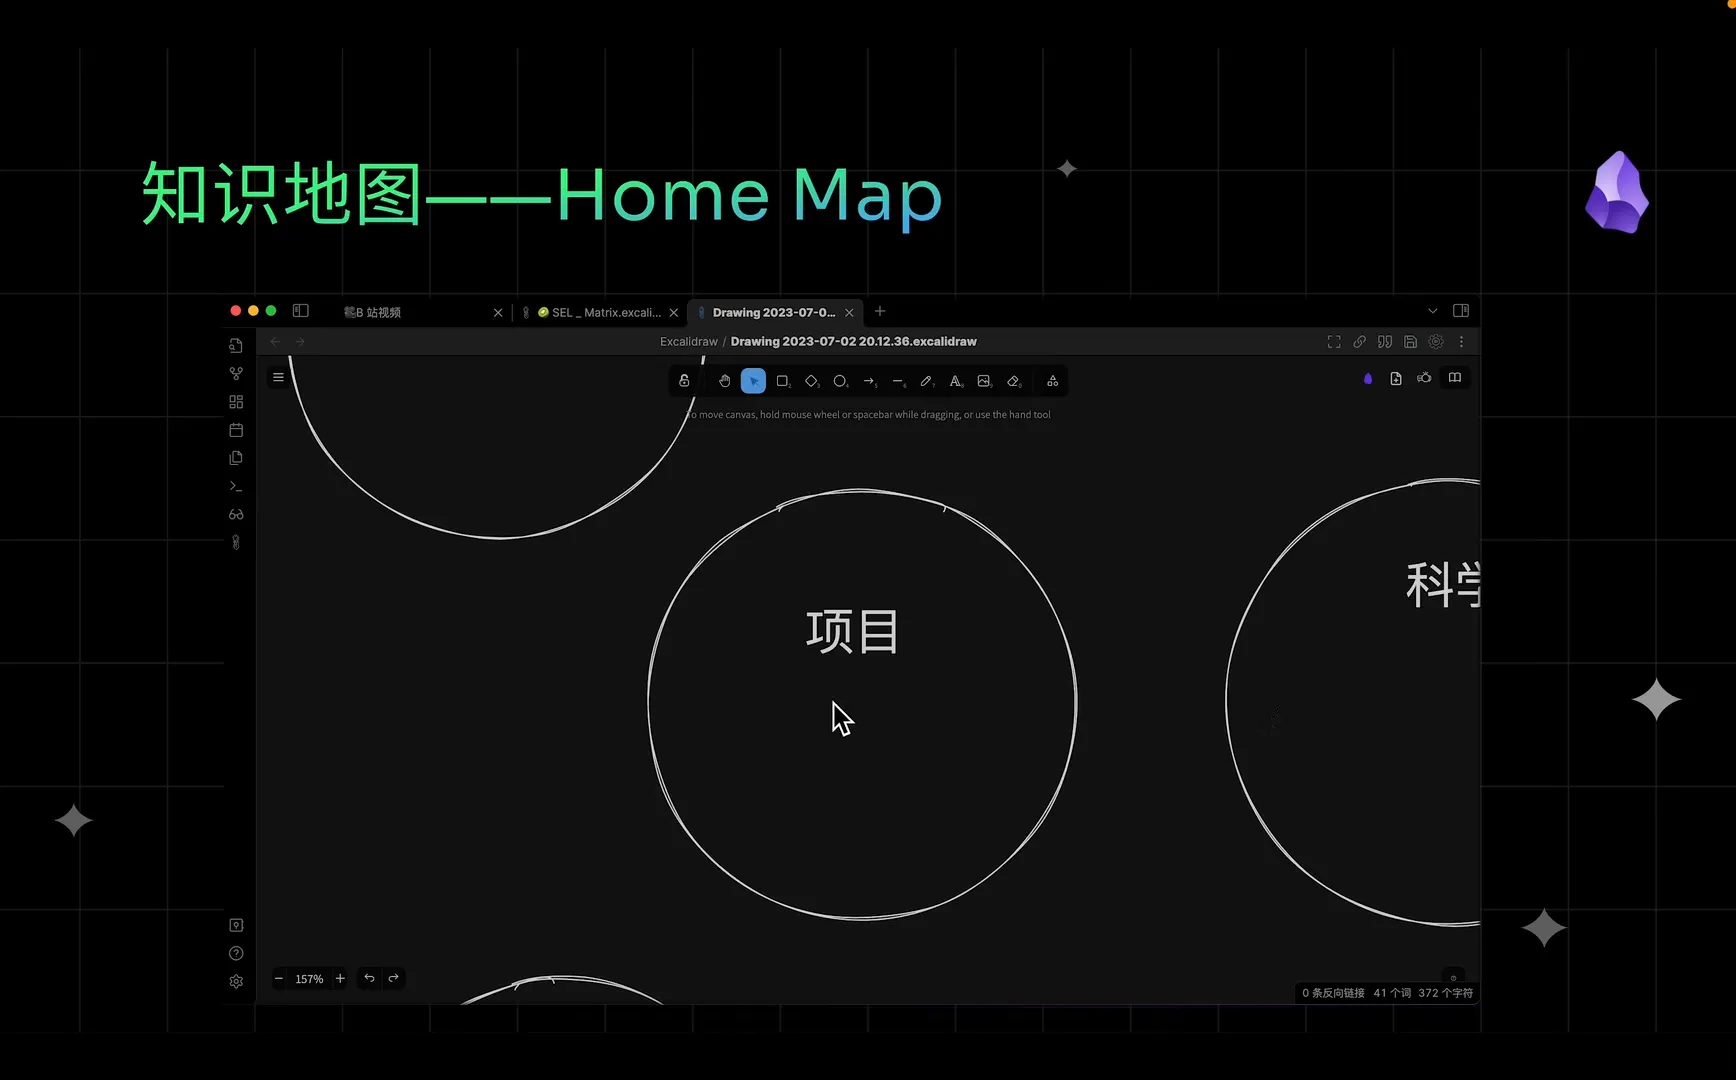 知识地图——Home Map
B 站视频
SEL _ Matrix.excali...
Drawing 2023-07-0...
Excalidraw / Drawing 2023-07-02 20.12.36.excalidraw
To move canvas, hold mouse wheel or spacebar while dragging, or use the hand tool
科学
项目
157%
0 条反向链接 41 个词 372 个字符